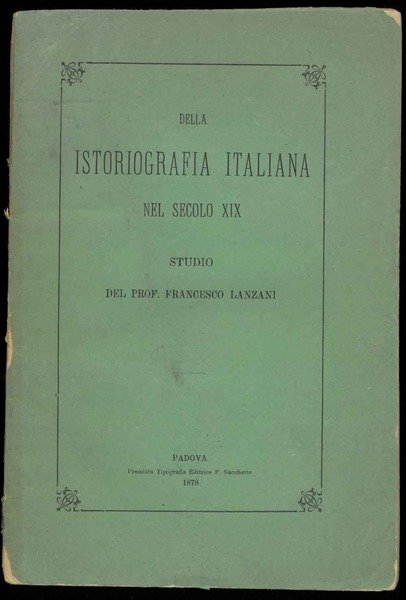 DELLA
ISTORIOGRAFIA ITALIANA
NEL SECOLO XIX
STUDIO
DEL PROF. FRANCESCO LANZANI
PADOVA
Premiata Tipografia Editrice F. Sacchetto
1878